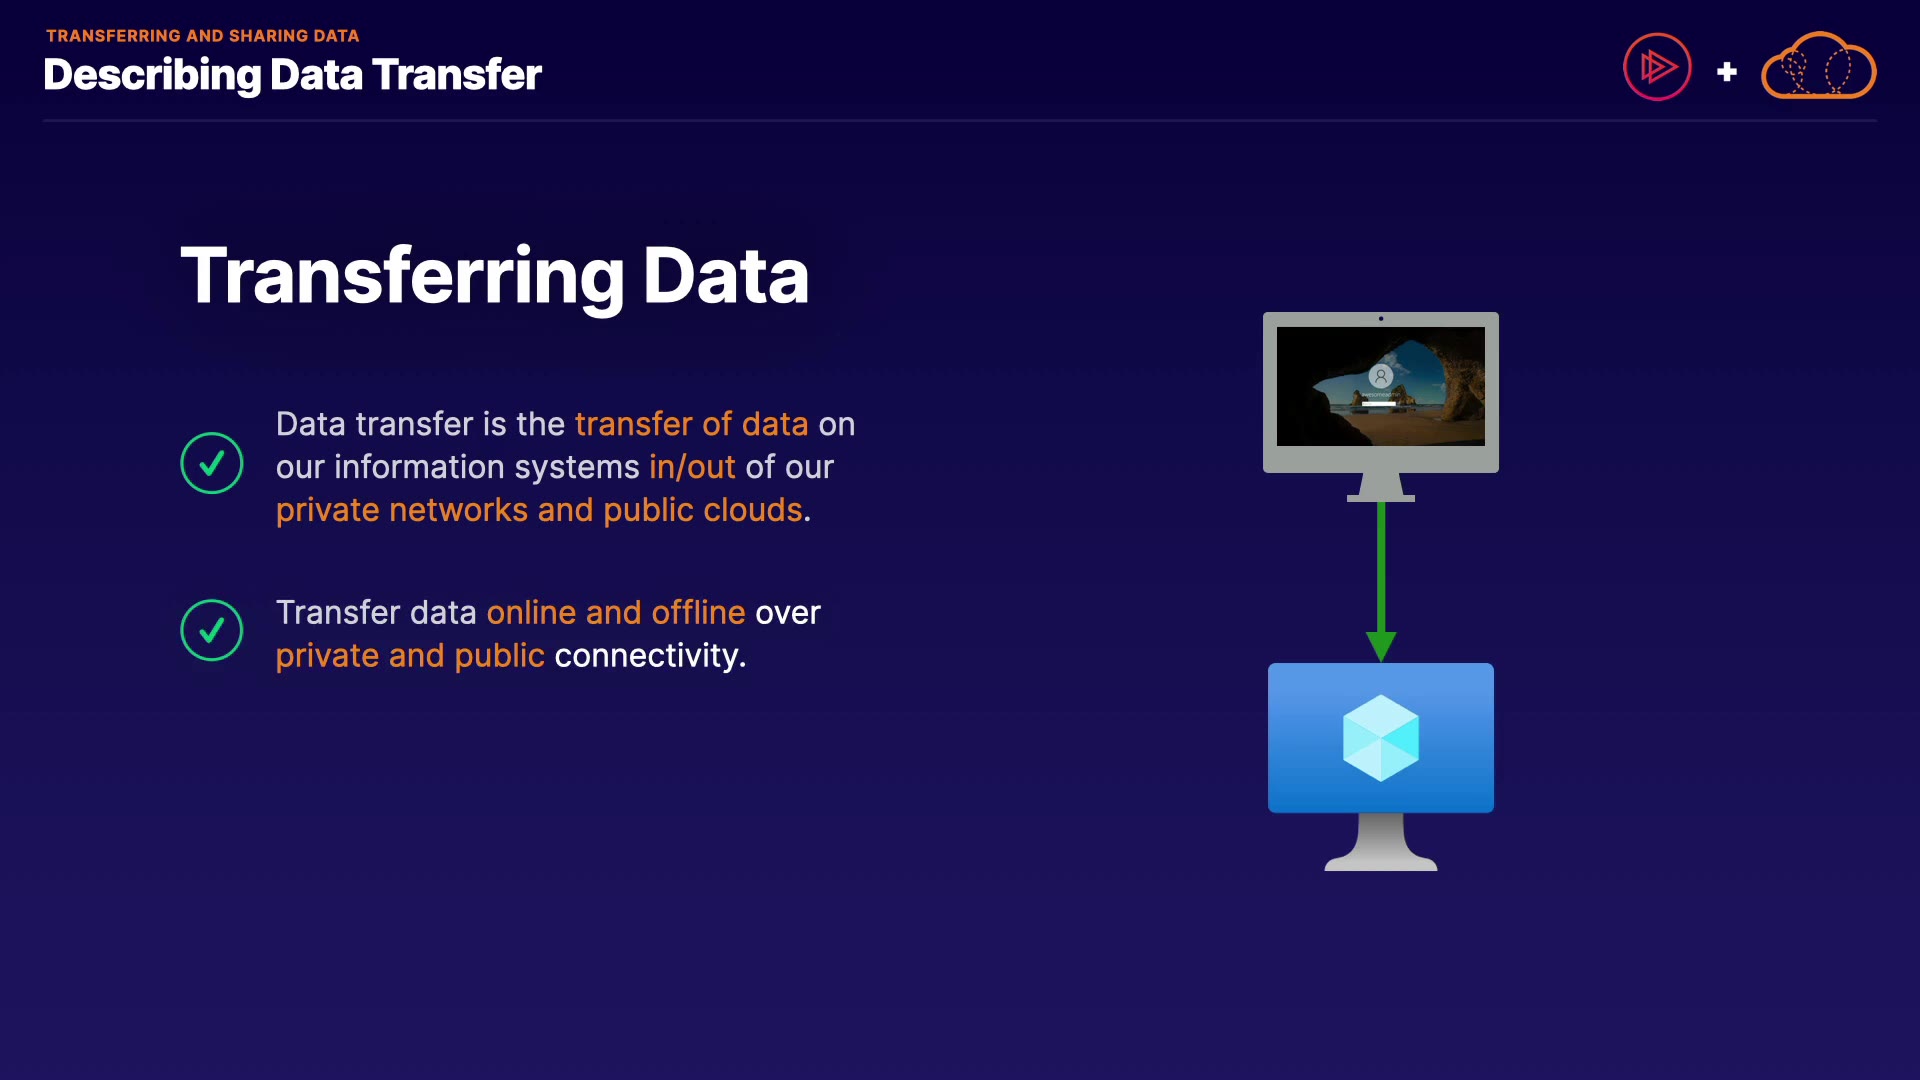 TRANSFERRING AND SHARING DATA
Describing Data Transfer
Transferring Data
Data transfer is the transfer of data on
our information systems in/out of our
private networks and public clouds.
Transfer data online and offline over
private and public connectivity.